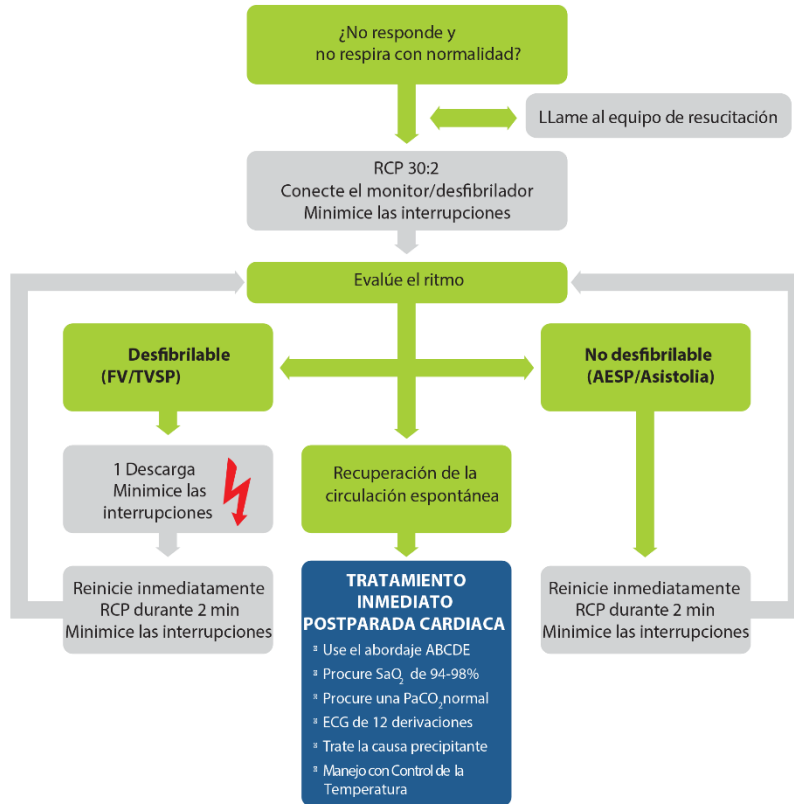 ¿No responde y
no respira con normalidad?
LLame al equipo de resucitación
RCP 30:2
Conecte el monitor/desfibrilador
Minimice las interrupciones
Evalúe el ritmo
Desfibrilable
(FV/TVSP)
No desfibrilable
(AESP/Asistolia)
1 Descarga
Minimice las
interrupciones
Recuperación de la
circulación espontánea
Reinicie inmediatamente
RCP durante 2 min
Minimice las interrupciones
TRATAMIENTO
INMEDIATO
POSTPARADA CARDIACA
Use el abordaje ABCDE
Procure SaO₂ de 94-98%
Procure una PaCO₂normal
ECG de 12 derivaciones
Trate la causa precipitante
Manejo con Control de la
Temperatura
Reinicie inmediatamente
RCP durante 2 min
Minimice las interrupciones